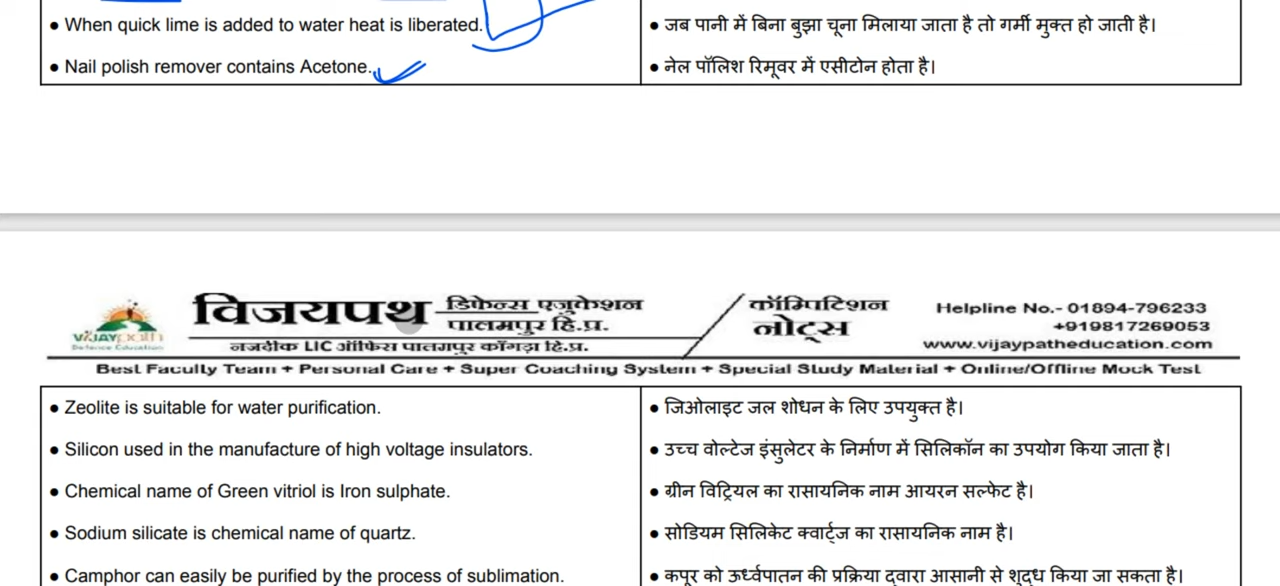 ● When quick lime is added to water heat is liberated.
● जब पानी में बिना बुझा चूना मिलाया जाता है तो गर्मी मुक्त हो जाती है।
● Nail polish remover contains Acetone.
● नेल पॉलिश रिमूवर में एसीटोन होता है।
विजयपथ डिफेन्स एजुकेशन
पालमपुर हि.प्र.
नजदीक LIC ऑफिस पालमपुर काँगड़ा हि.प्र.
कॉम्पिटिशन
नोट्स
Helpline No.- 01894-796233
+919817269053
www.vijaypatheducation.com
VIJAYpath
Defence Education
Best Faculty Team + Personal Care + Super Coaching System + Special Study Material + Online/Offline Mock Test
● Zeolite is suitable for water purification.
● जिओलाइट जल शोधन के लिए उपयुक्त है।
● Silicon used in the manufacture of high voltage insulators.
● उच्च वोल्टेज इंसुलेटर के निर्माण में सिलिकॉन का उपयोग किया जाता है।
● Chemical name of Green vitriol is Iron sulphate.
● ग्रीन विट्रियल का रासायनिक नाम आयरन सल्फेट है।
● Sodium silicate is chemical name of quartz.
● सोडियम सिलिकेट क्वार्ट्ज का रासायनिक नाम है।
● Camphor can easily be purified by the process of sublimation.
● कपूर को ऊर्ध्वपातन की प्रक्रिया द्वारा आसानी से शुद्ध किया जा सकता है।